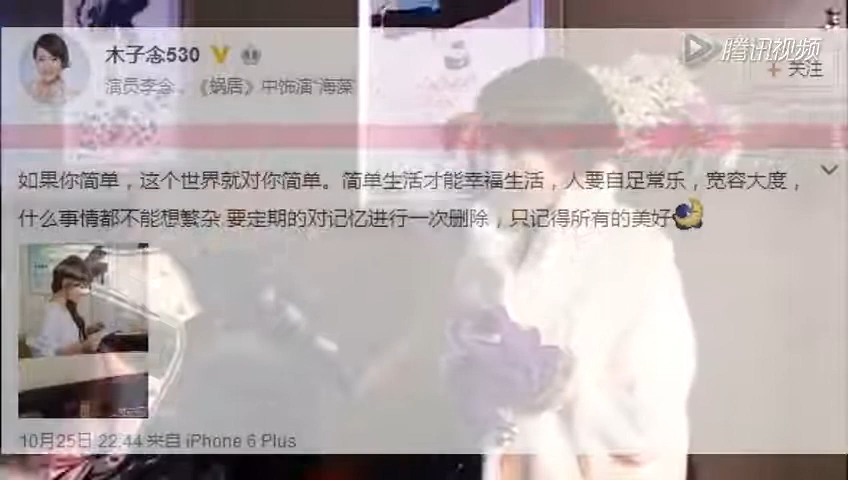 木子念530
腾讯视频
+ 关注
演员李念，《蜗居》中饰演"海藻
如果你简单，这个世界就对你简单。简单生活才能幸福生活，人要自足常乐，宽容大度，
什么事情都不能想繁杂 要定期的对记忆进行一次删除，只记得所有的美好
10月25日 22:44 来自 iPhone 6 Plus